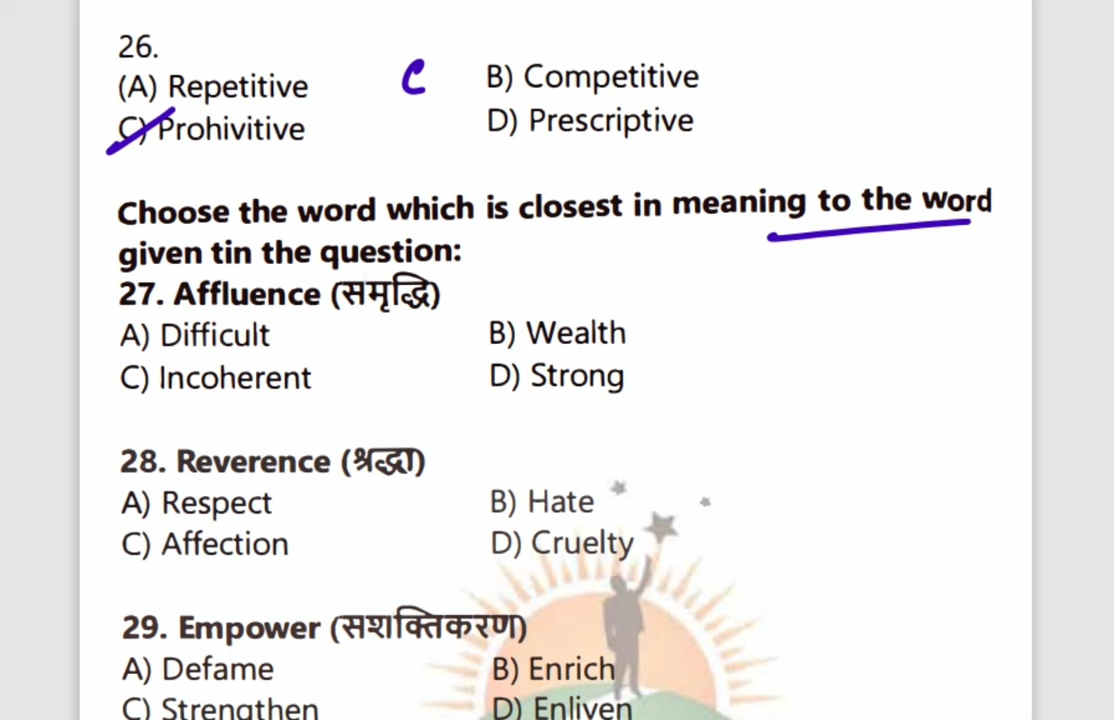 26.
(A) Repetitive C B) Competitive
C) Prohivitive D) Prescriptive
Choose the word which is closest in meaning to the word
given tin the question:
27. Affluence (समृद्धि)
A) Difficult B) Wealth
C) Incoherent D) Strong
28. Reverence (श्रद्धा)
A) Respect B) Hate
C) Affection D) Cruelty
29. Empower (सशक्तिकरण)
A) Defame B) Enrich
C) Strengthen D) Enliven